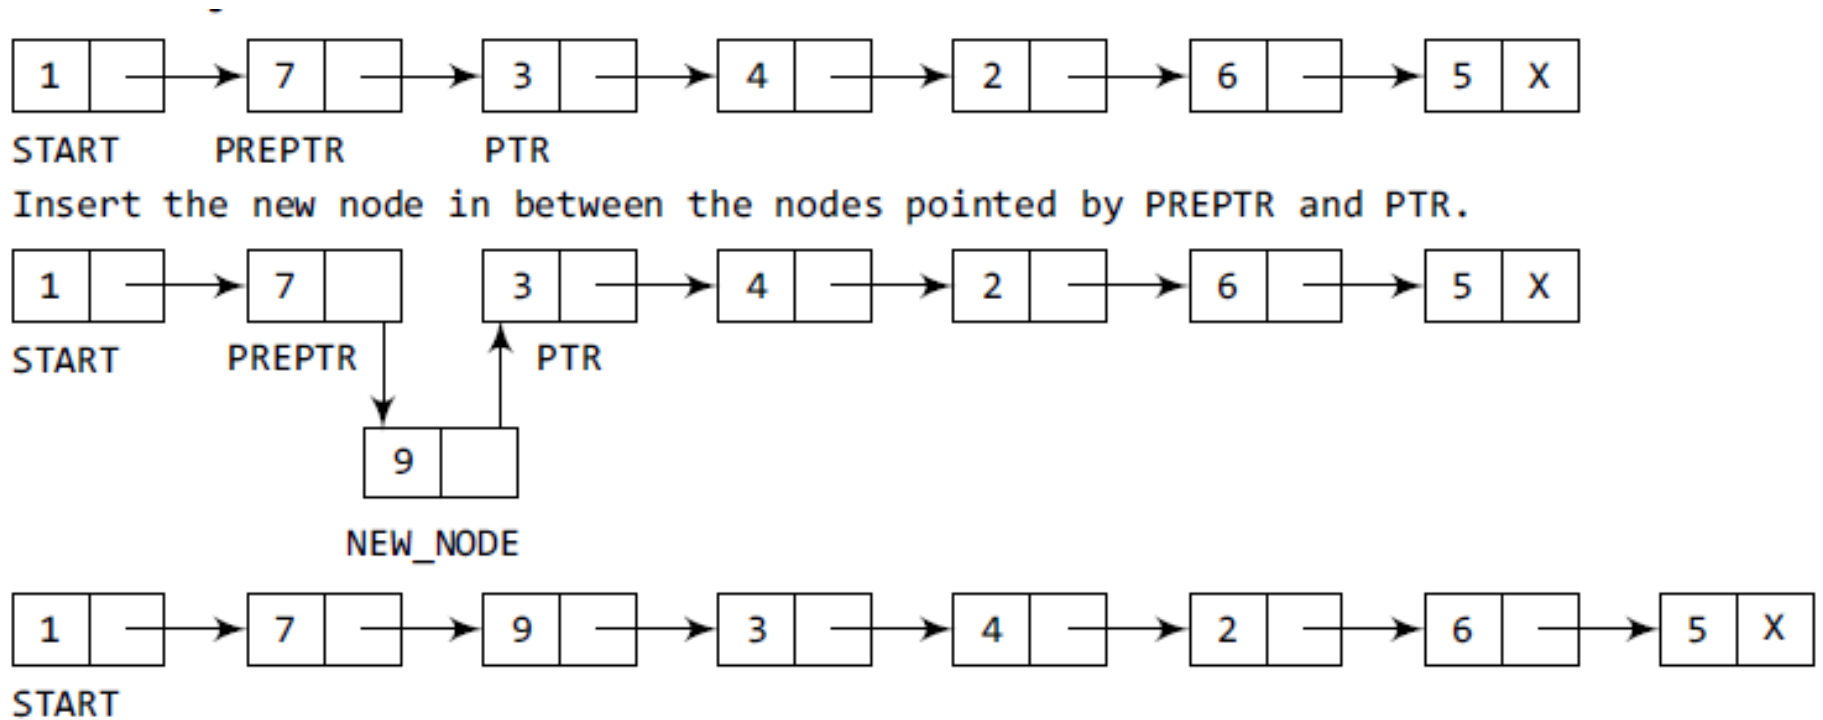 1 7 3 4 2 6 5 X
START PREPTR PTR
Insert the new node in between the nodes pointed by PREPTR and PTR.
1 7 3 4 2 6 5 X
START PREPTR PTR
9
NEW_NODE
1 7 9 3 4 2 6 5 X
START